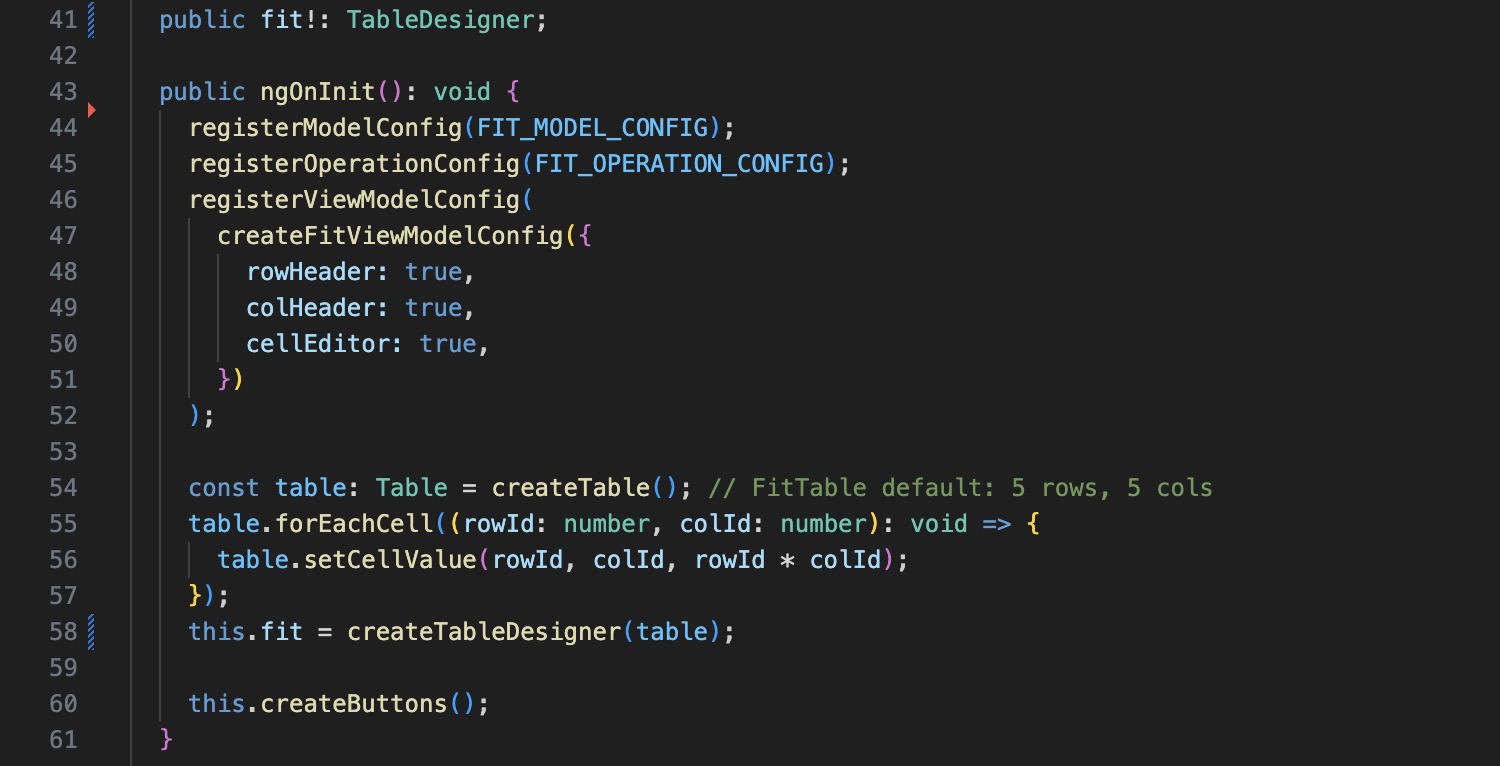 41 public fit!: TableDesigner;
42
43 public ngOnInit(): void {
44   registerModelConfig(FIT_MODEL_CONFIG);
45   registerOperationConfig(FIT_OPERATION_CONFIG);
46   registerViewModelConfig(
47     createFitViewModelConfig({
48       rowHeader: true,
49       colHeader: true,
50       cellEditor: true,
51     })
52   );
53
54   const table: Table = createTable(); // FitTable default: 5 rows, 5 cols
55   table.forEachCell((rowId: number, colId: number): void => {
56     table.setCellValue(rowId, colId, rowId * colId);
57   });
58   this.fit = createTableDesigner(table);
59
60   this.createButtons();
61 }